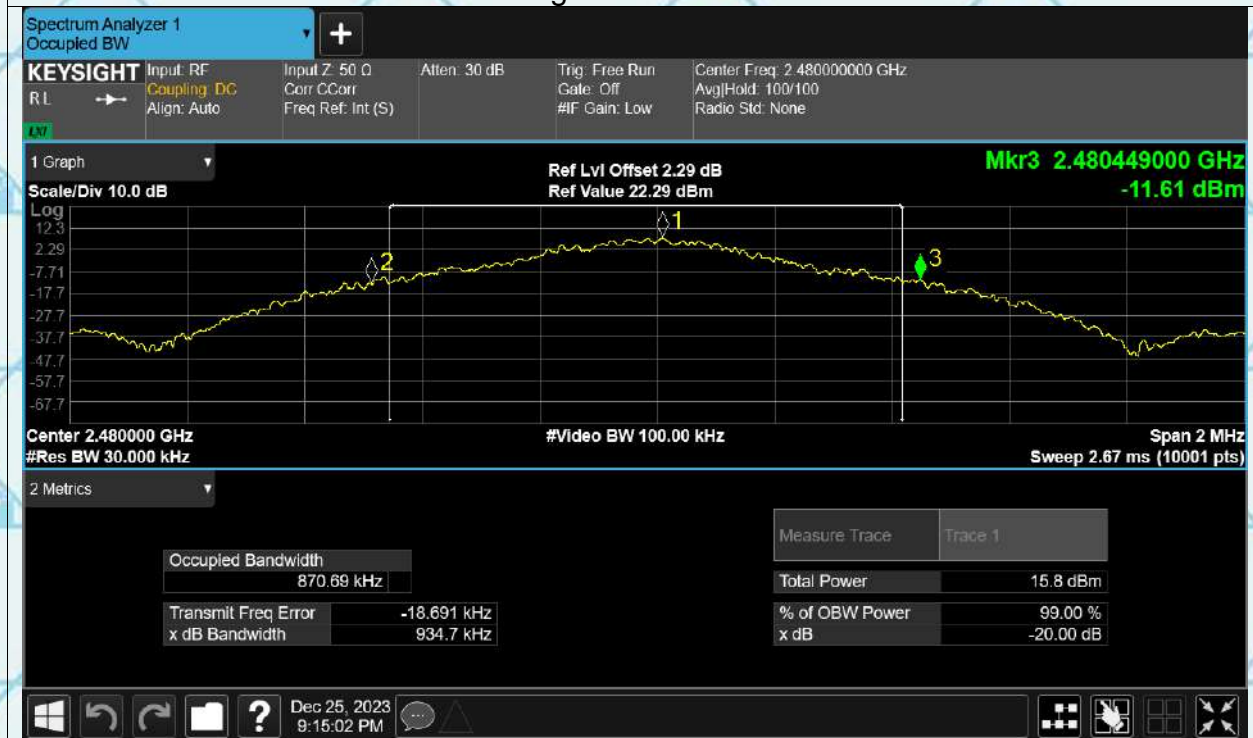 Spectrum Analyzer 1
Occupied BW
+
KEYSIGHT
RL
LXI
Input: RF
Coupling: DC
Align: Auto
Input Z: 50 Ω
Corr CCorr
Freq Ref: Int (S)
Atten: 30 dB
Trig: Free Run
Gate: Off
#IF Gain: Low
Center Freq: 2.480000000 GHz
Avg|Hold: 100/100
Radio Std: None
1 Graph
Scale/Div 10.0 dB
Ref Lvl Offset 2.29 dB
Ref Value 22.29 dBm
Mkr3 2.480449000 GHz
-11.61 dBm
Log
12.3
2.29
-7.71
-17.7
-27.7
-37.7
-47.7
-57.7
-67.7
1
2
3
Center 2.480000 GHz
#Res BW 30.000 kHz
#Video BW 100.00 kHz
Span 2 MHz
Sweep 2.67 ms (10001 pts)
2 Metrics
Measure Trace Trace 1
Occupied Bandwidth
870.69 kHz
Total Power 15.8 dBm
Transmit Freq Error -18.691 kHz
% of OBW Power 99.00 %
x dB Bandwidth 934.7 kHz
x dB -20.00 dB
?
Dec 25, 2023
9:15:02 PM